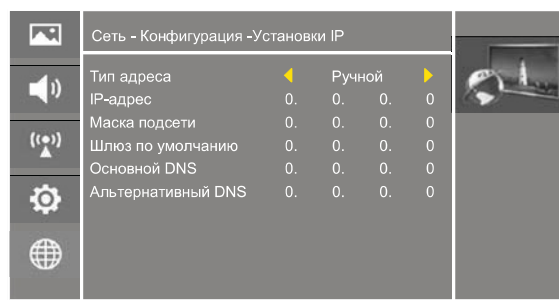 Сеть - Конфигурация -Установки IP
Тип адреса Ручной
IP-адрес 0. 0. 0. 0
Маска подсети 0. 0. 0. 0
Шлюз по умолчанию 0. 0. 0. 0
Основной DNS 0. 0. 0. 0
Альтернативный DNS 0. 0. 0. 0